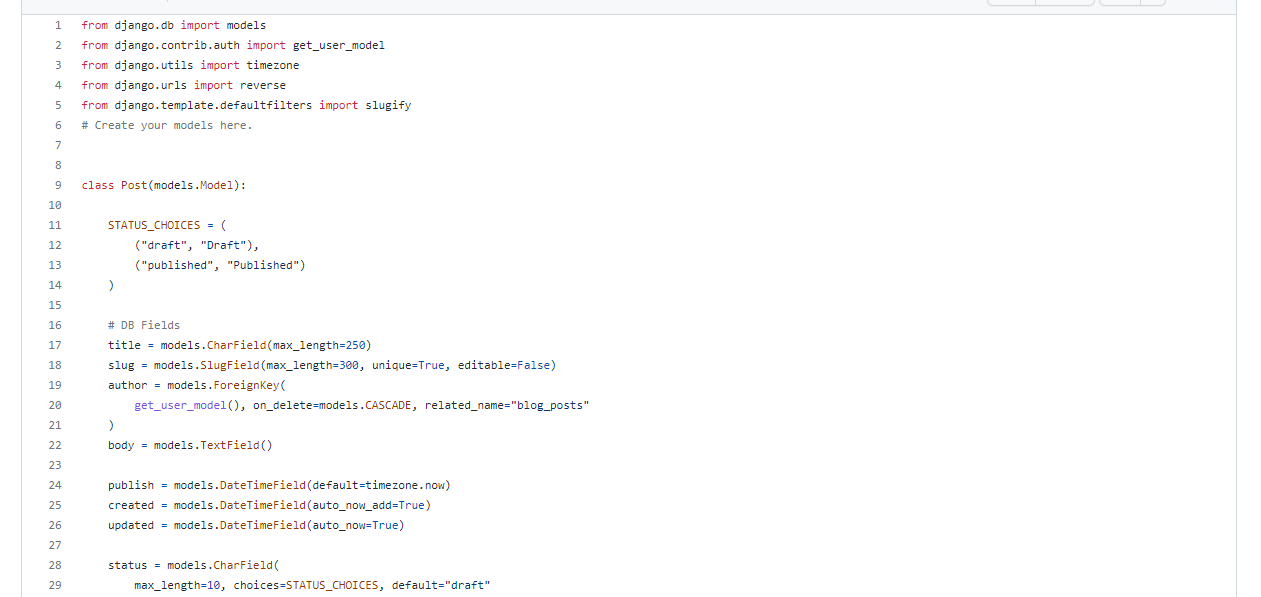 1 from django.db import models
2 from django.contrib.auth import get_user_model
3 from django.utils import timezone
4 from django.urls import reverse
5 from django.template.defaultfilters import slugify
6 # Create your models here.
7
8
9 class Post(models.Model):
10
11     STATUS_CHOICES = (
12         ("draft", "Draft"),
13         ("published", "Published")
14     )
15
16     # DB Fields
17     title = models.CharField(max_length=250)
18     slug = models.SlugField(max_length=300, unique=True, editable=False)
19     author = models.ForeignKey(
20         get_user_model(), on_delete=models.CASCADE, related_name="blog_posts"
21     )
22     body = models.TextField()
23
24     publish = models.DateTimeField(default=timezone.now)
25     created = models.DateTimeField(auto_now_add=True)
26     updated = models.DateTimeField(auto_now=True)
27
28     status = models.CharField(
29         max_length=10, choices=STATUS_CHOICES, default="draft"